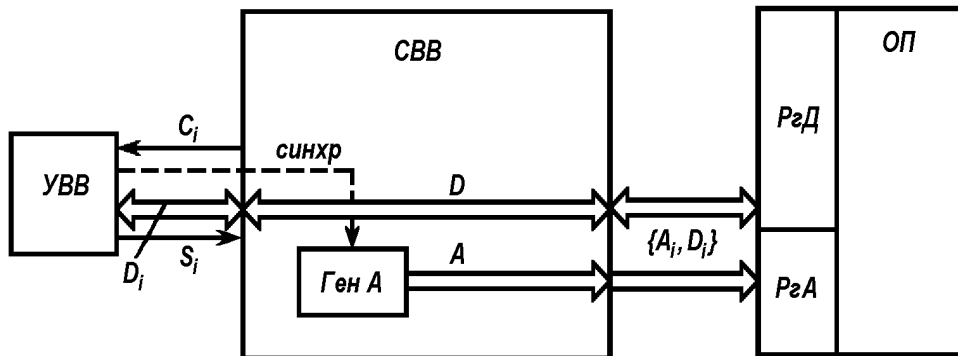 СВВ
ОП
РгД
C_i
синхр
УВВ
D
D_i
S_i
{A_i, D_i}
A
Ген А
РгА